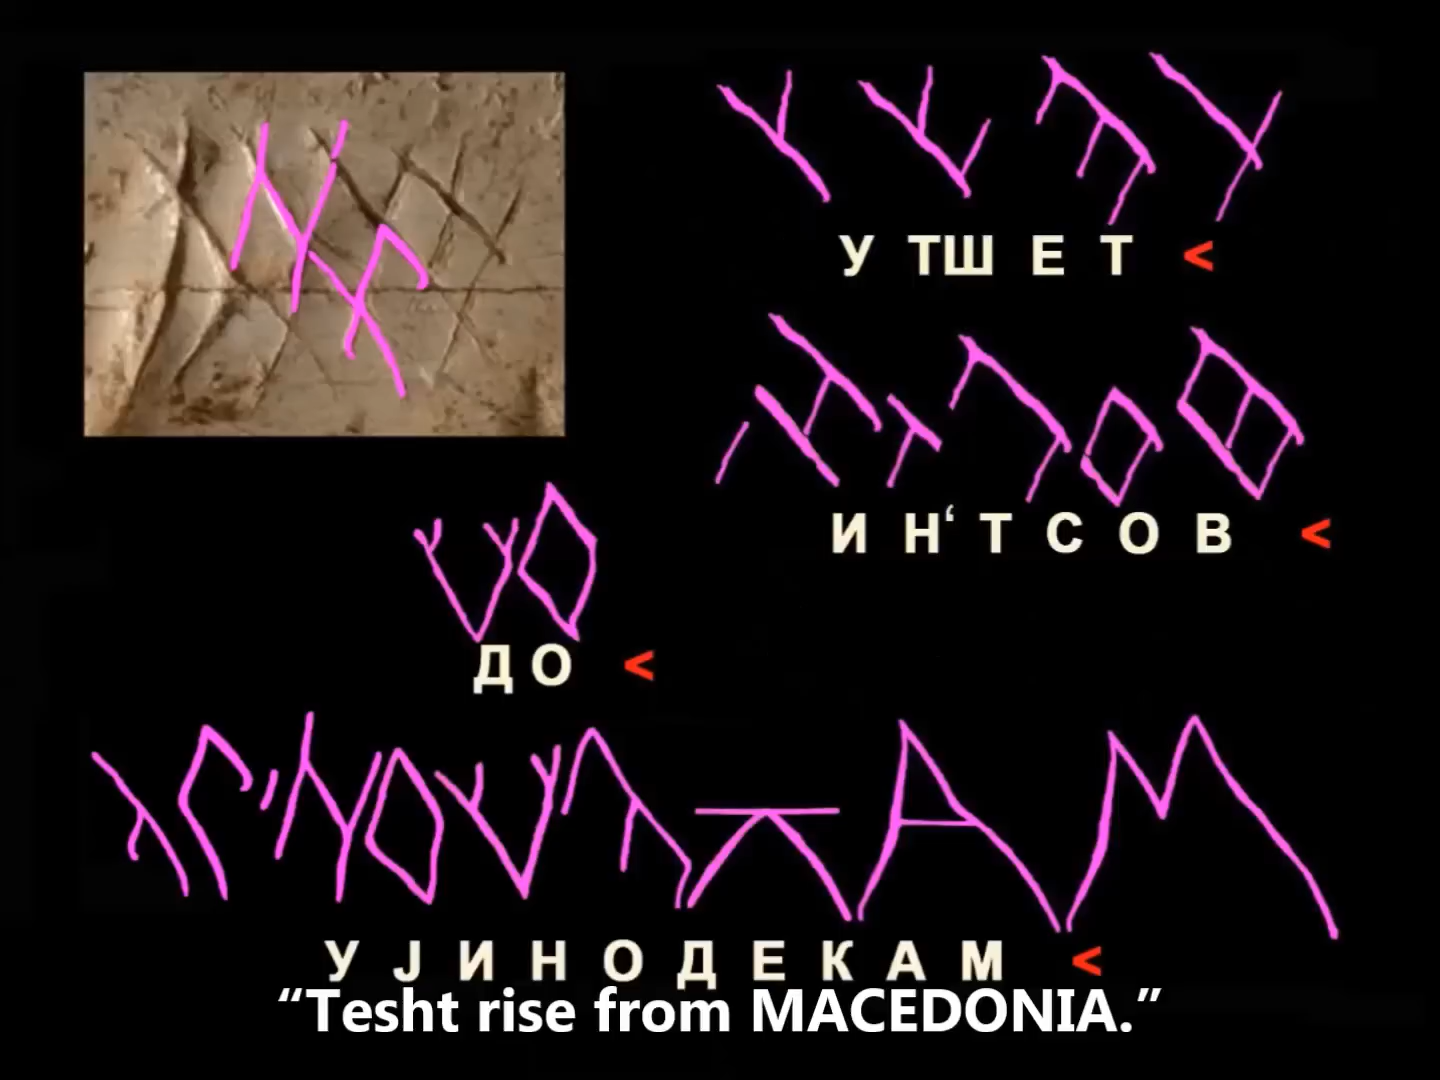 У ТШ Е Т <
И Н‘ Т С О В <
Д О <
У Ј И Н О Д Е К А М <
“Tesht rise from MACEDONIA.”